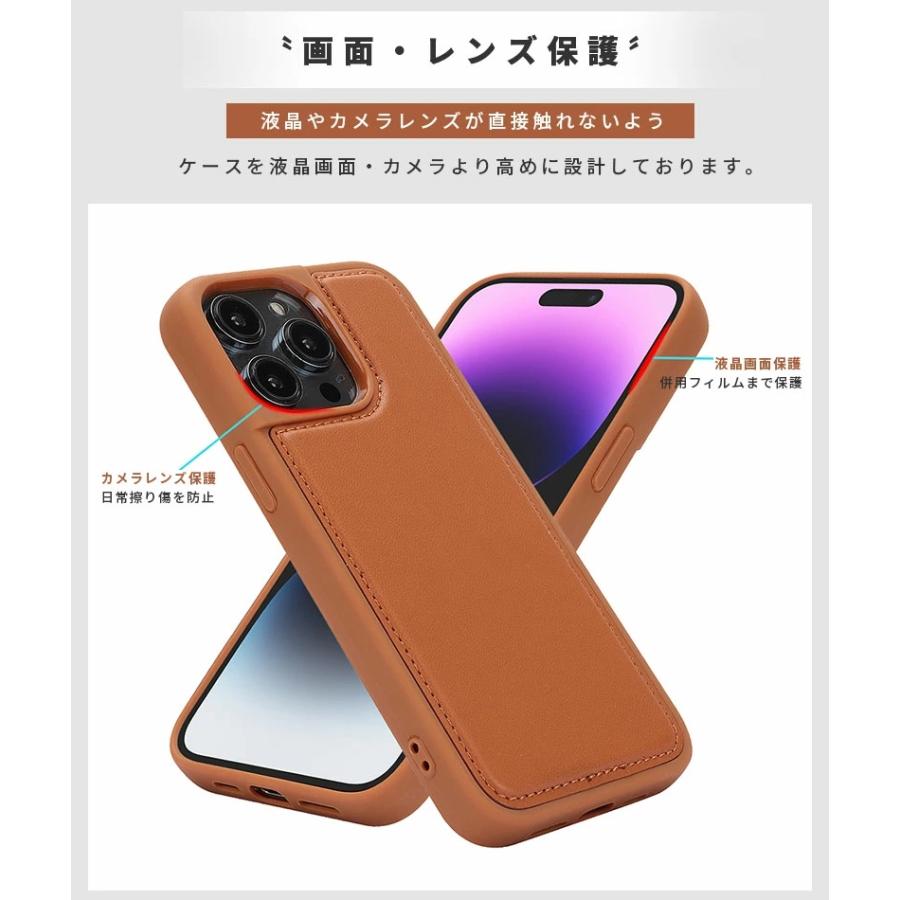 〝画面・レンズ保護〞
液晶やカメラレンズが直接触れないよう
ケースを液晶画面・カメラより高めに設計しております。
液晶画面保護
併用フィルムまで保護
カメラレンズ保護
日常擦り傷を防止